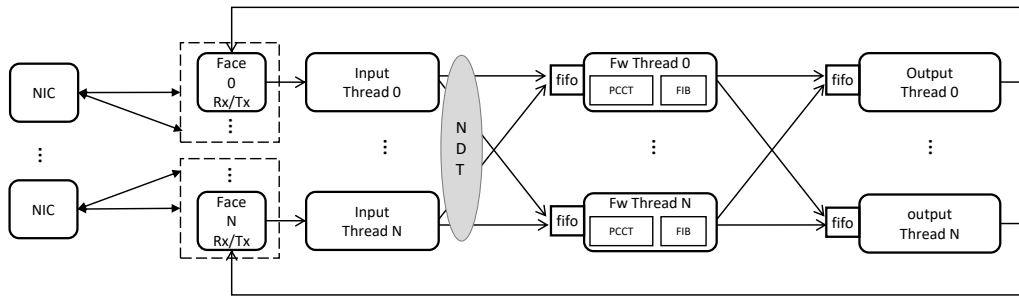 NIC
...
NIC
Face
0
Rx/Tx
...
...
Face
N
Rx/Tx
Input
Thread 0
...
Input
Thread N
N
D
T
fifo
Fw Thread 0
PCCT
FIB
...
fifo
Fw Thread N
PCCT
FIB
fifo
Output
Thread 0
...
fifo
output
Thread N